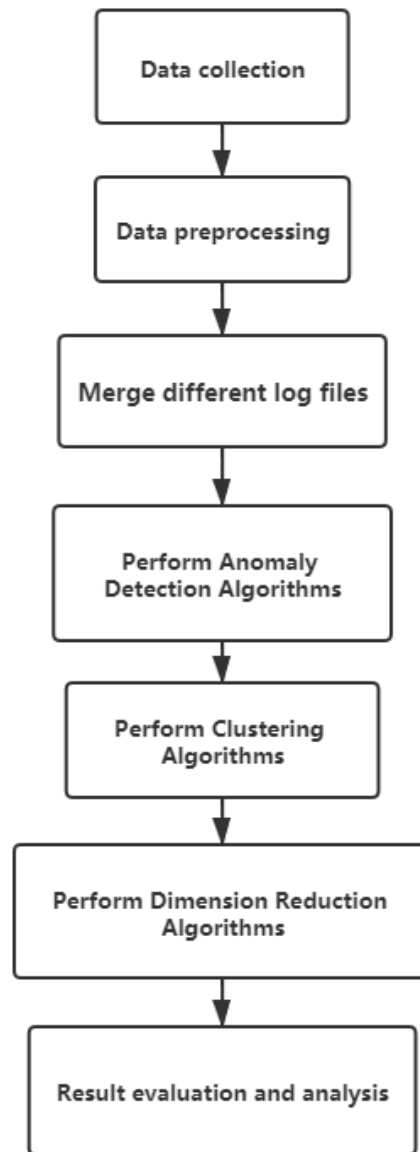 Data collection
Data preprocessing
Merge different log files
Perform Anomaly
Detection Algorithms
Perform Clustering
Algorithms
Perform Dimension Reduction
Algorithms
Result evaluation and analysis